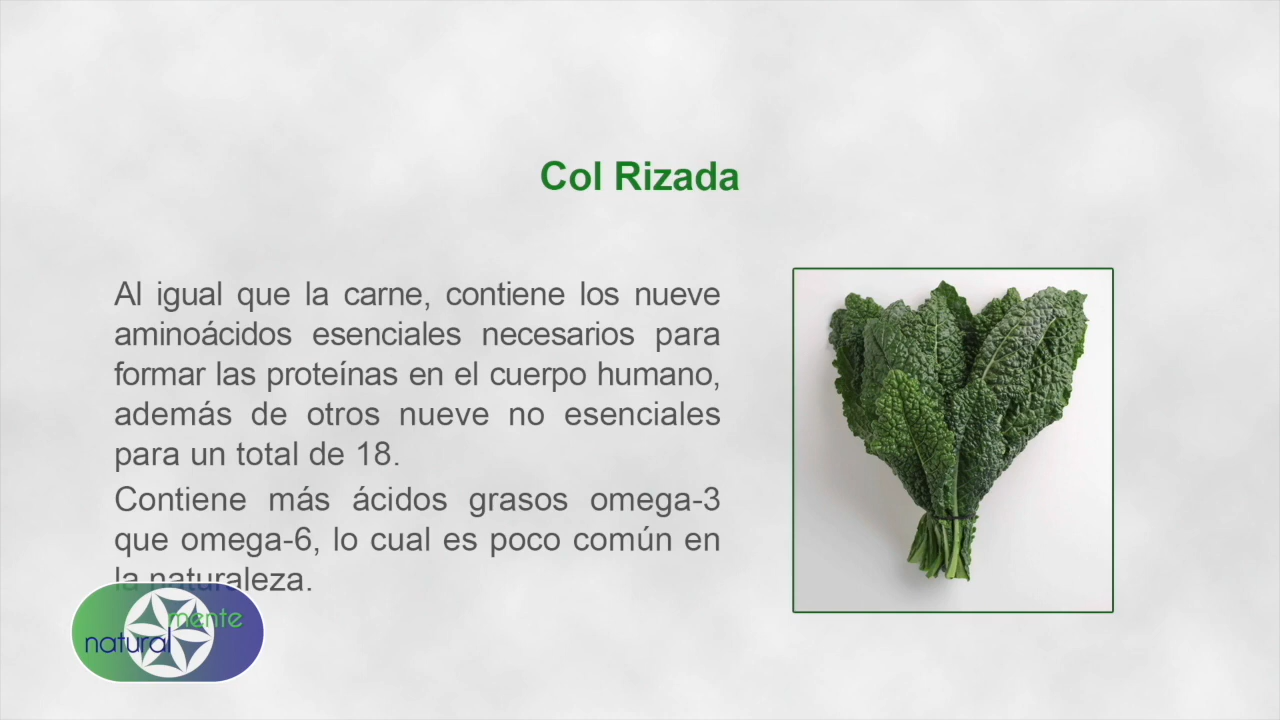 Col Rizada
Al igual que la carne, contiene los nueve
aminoácidos esenciales necesarios para
formar las proteínas en el cuerpo humano,
además de otros nueve no esenciales
para un total de 18.
Contiene más ácidos grasos omega-3
que omega-6, lo cual es poco común en
la naturaleza.
mente
natural